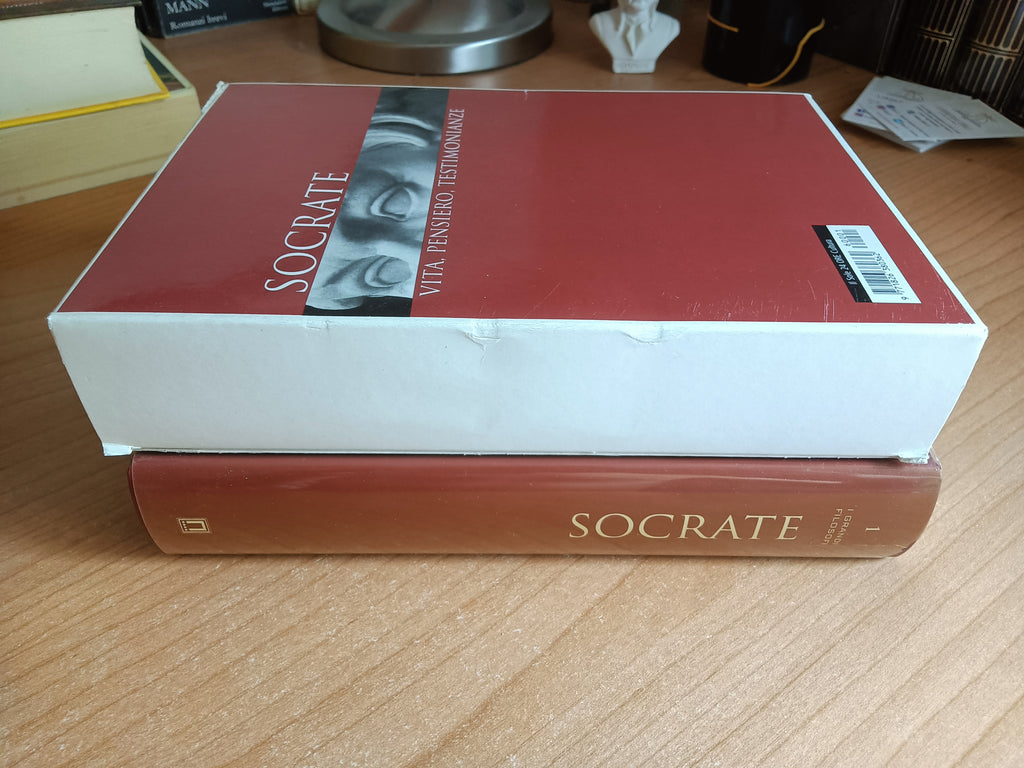 MANN
Romanzi brevi
SOCRATE
VITA, PENSIERO, TESTIMONIANZE
SOCRATE
I GRANDI
FILOSOFI
1